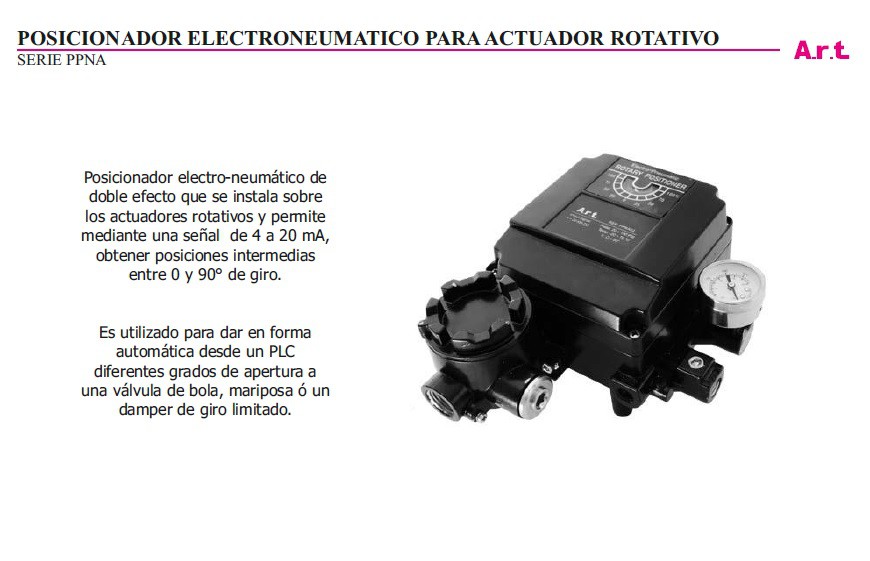 POSICIONADOR ELECTRONEUMATICO PARA ACTUADOR ROTATIVO
SERIE PPNA
A.r.t.
Posicionador electro-neumático de
doble efecto que se instala sobre
los actuadores rotativos y permite
mediante una señal de 4 a 20 mA,
obtener posiciones intermedias
entre 0 y 90° de giro.
Es utilizado para dar en forma
automática desde un PLC
diferentes grados de apertura a
una válvula de bola, mariposa ó un
damper de giro limitado.
Electro-Pneumatic
ROTARY POSITIONER
A.r.t.